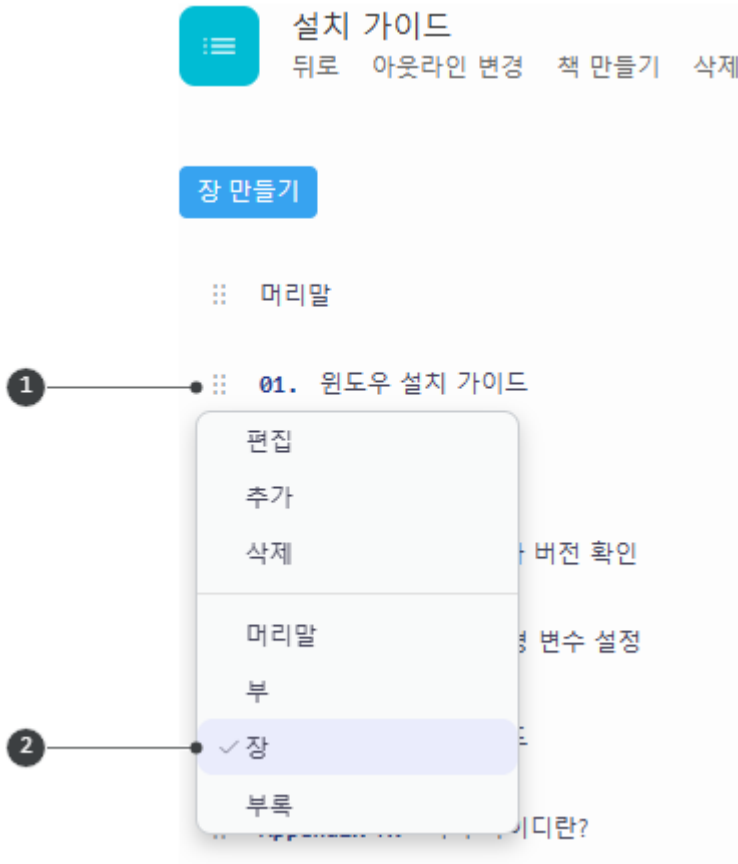 설치 가이드
뒤로 아웃라인 변경 책 만들기 삭제
장 만들기
머리말
1
01. 윈도우 설치 가이드
편집
추가
삭제
버전 확인
머리말
변수 설정
부
2
장
부록
이디란?